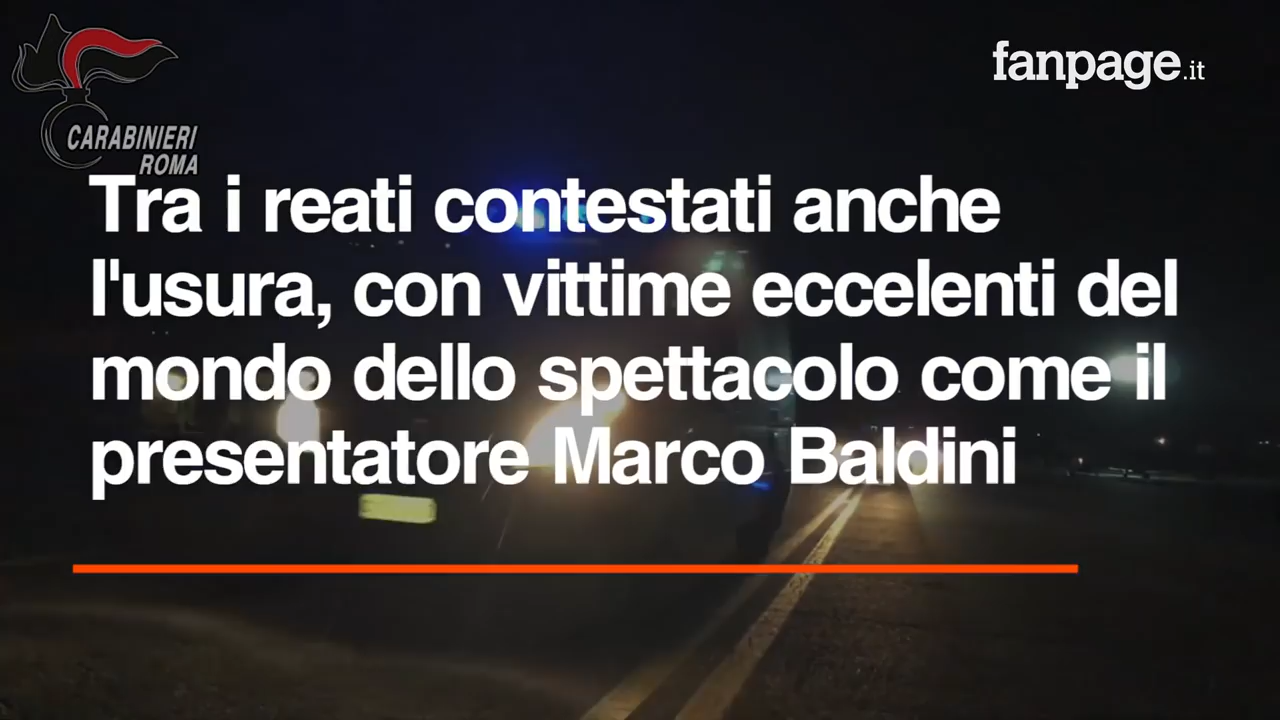 fanpage.it
CARABINIERI
ROMA
Tra i reati contestati anche
l'usura, con vittime eccelenti del
mondo dello spettacolo come il
presentatore Marco Baldini